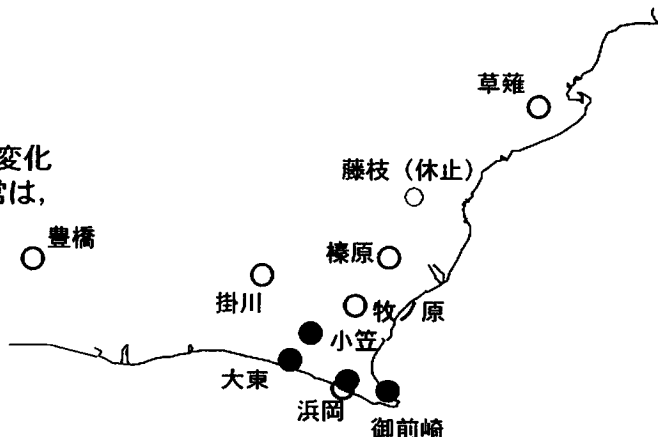 草薙
変化
常は,
藤枝（休止）
豊橋
榛原
掛川
牧ノ原
小笠
大東
浜岡
御前崎